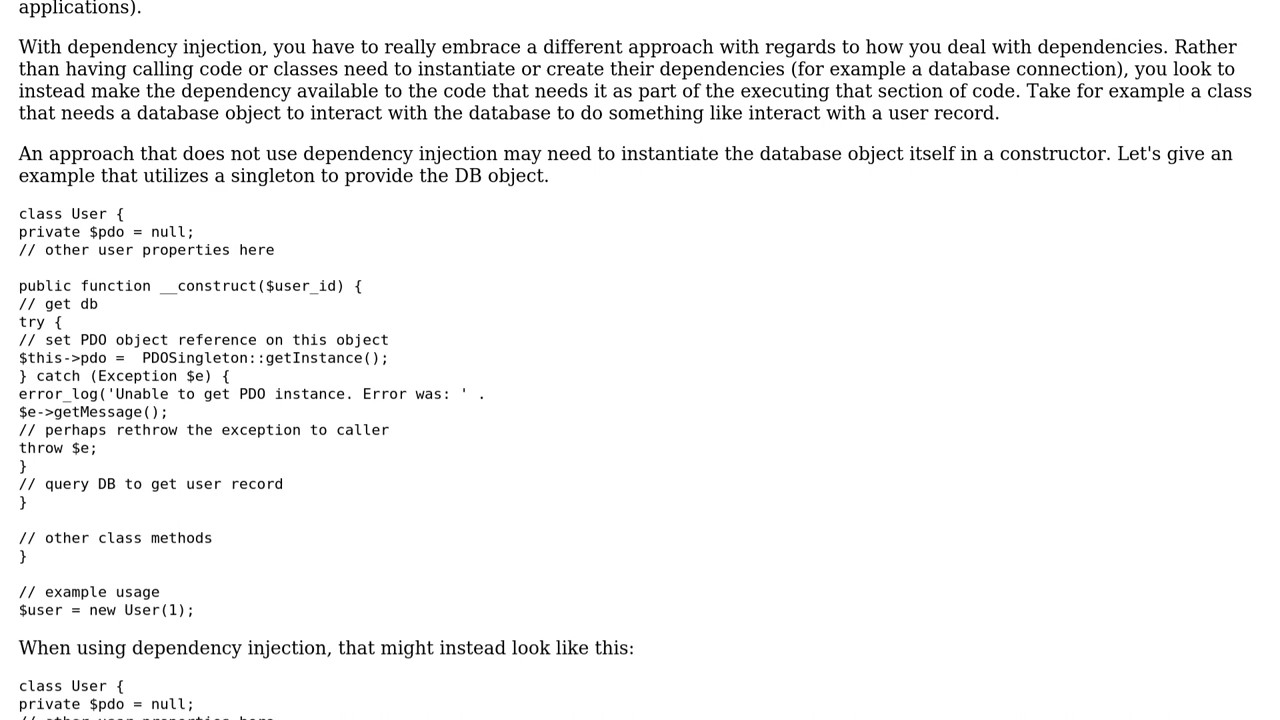 applications).
With dependency injection, you have to really embrace a different approach with regards to how you deal with dependencies. Rather
than having calling code or classes need to instantiate or create their dependencies (for example a database connection), you look to
instead make the dependency available to the code that needs it as part of the executing that section of code. Take for example a class
that needs a database object to interact with the database to do something like interact with a user record.
An approach that does not use dependency injection may need to instantiate the database object itself in a constructor. Let's give an
example that utilizes a singleton to provide the DB object.
class User {
private $pdo = null;
// other user properties here
public function __construct($user_id) {
// get db
try {
// set PDO object reference on this object
$this->pdo =  PDOSingleton::getInstance();
} catch (Exception $e) {
error_log('Unable to get PDO instance. Error was: ' .
$e->getMessage();
// perhaps rethrow the exception to caller
throw $e;
}
// query DB to get user record
}
// other class methods
}
// example usage
$user = new User(1);
When using dependency injection, that might instead look like this:
class User {
private $pdo = null;
// other user properties here